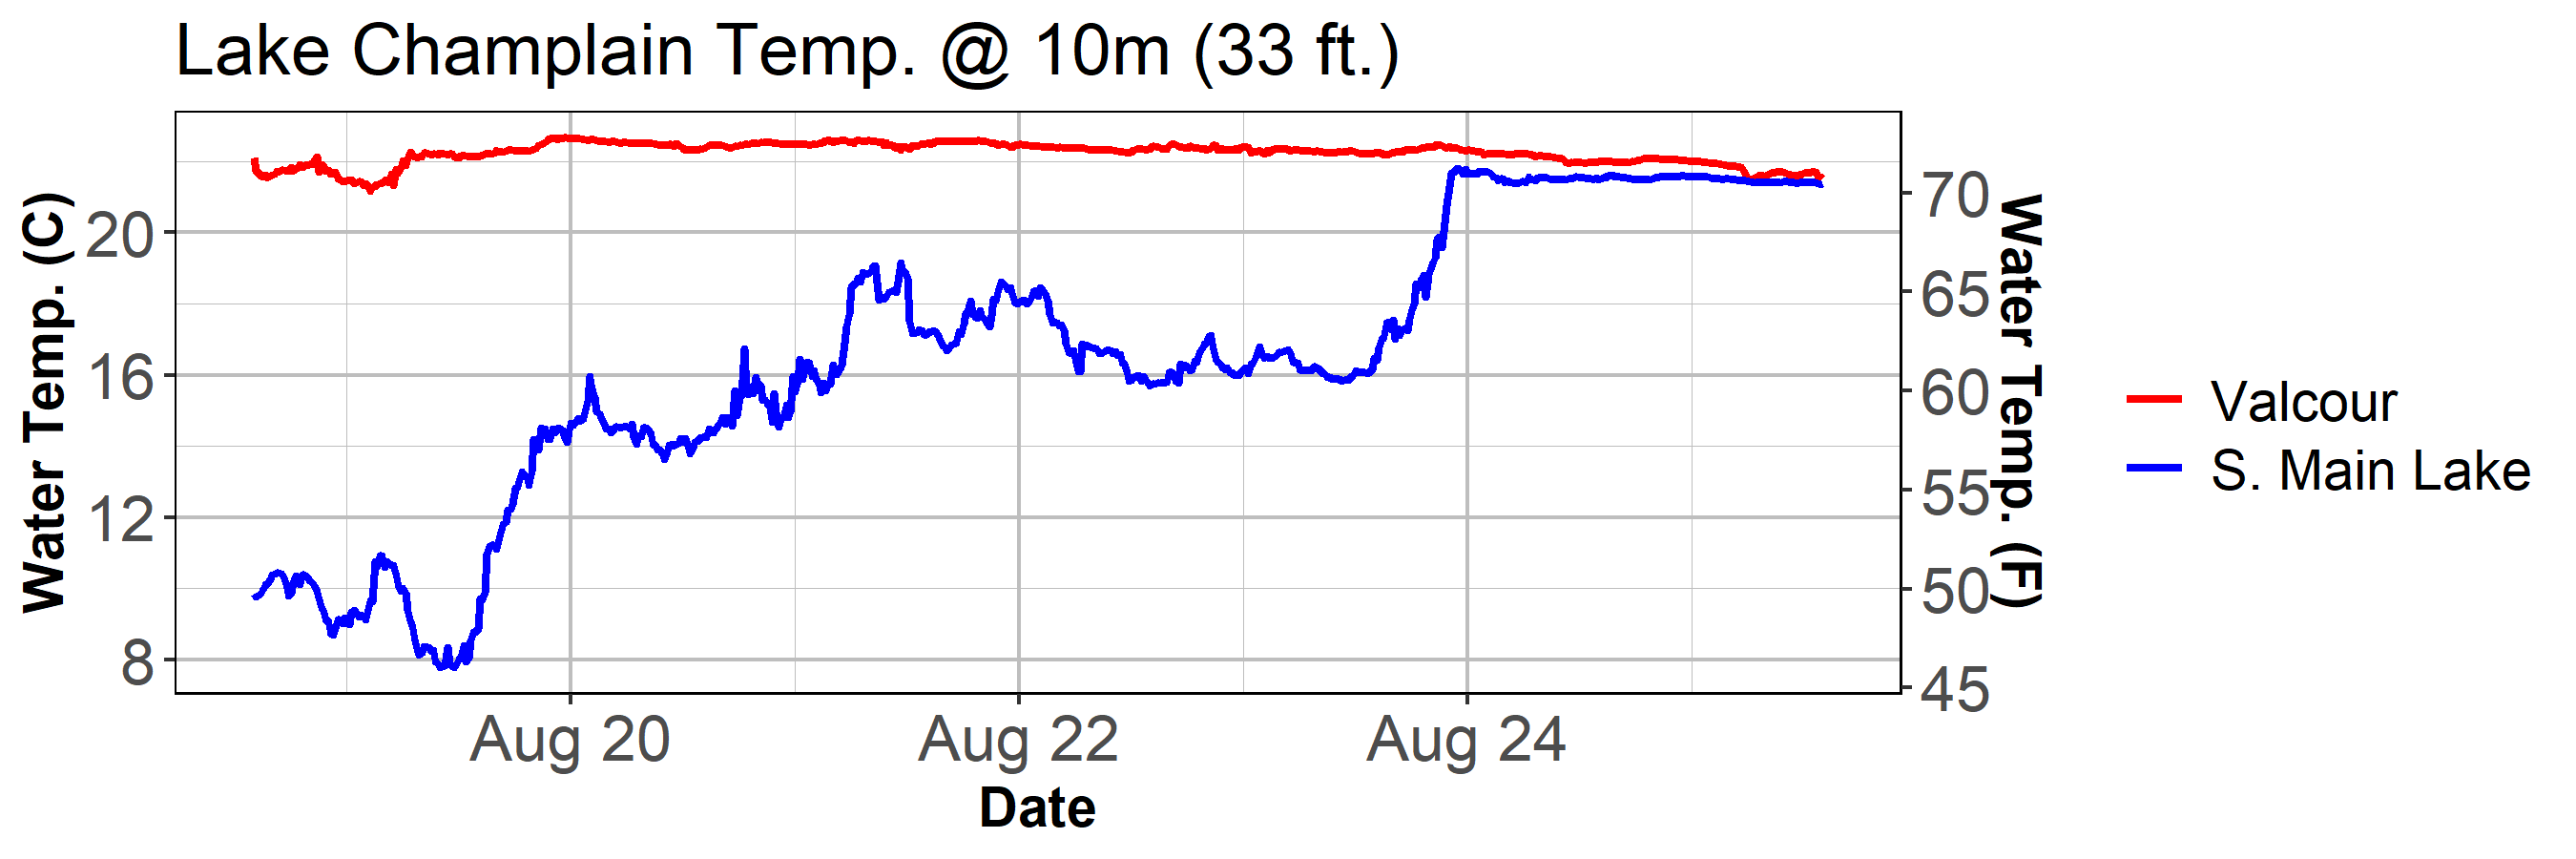 Lake Champlain Temp. @ 10m (33 ft.)
Water Temp. (C)
20
16
12
8
70
65
60
55
50
45
Water Temp. (F)
Aug 20
Aug 22
Aug 24
Date
Valcour
S. Main Lake